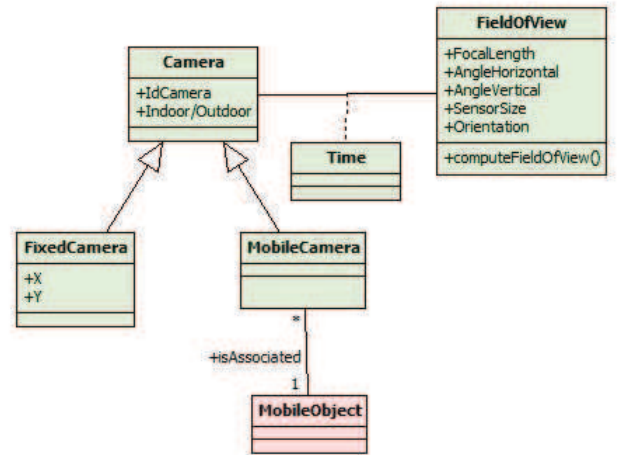 FieldOfView
+FocalLength
+AngleHorizontal
+AngleVertical
+SensorSize
+Orientation
+computeFieldOfView()
Camera
+IdCamera
+Indoor/Outdoor
Time
FixedCamera
+X
+Y
MobileCamera
*
+isAssociated
1
MobileObject